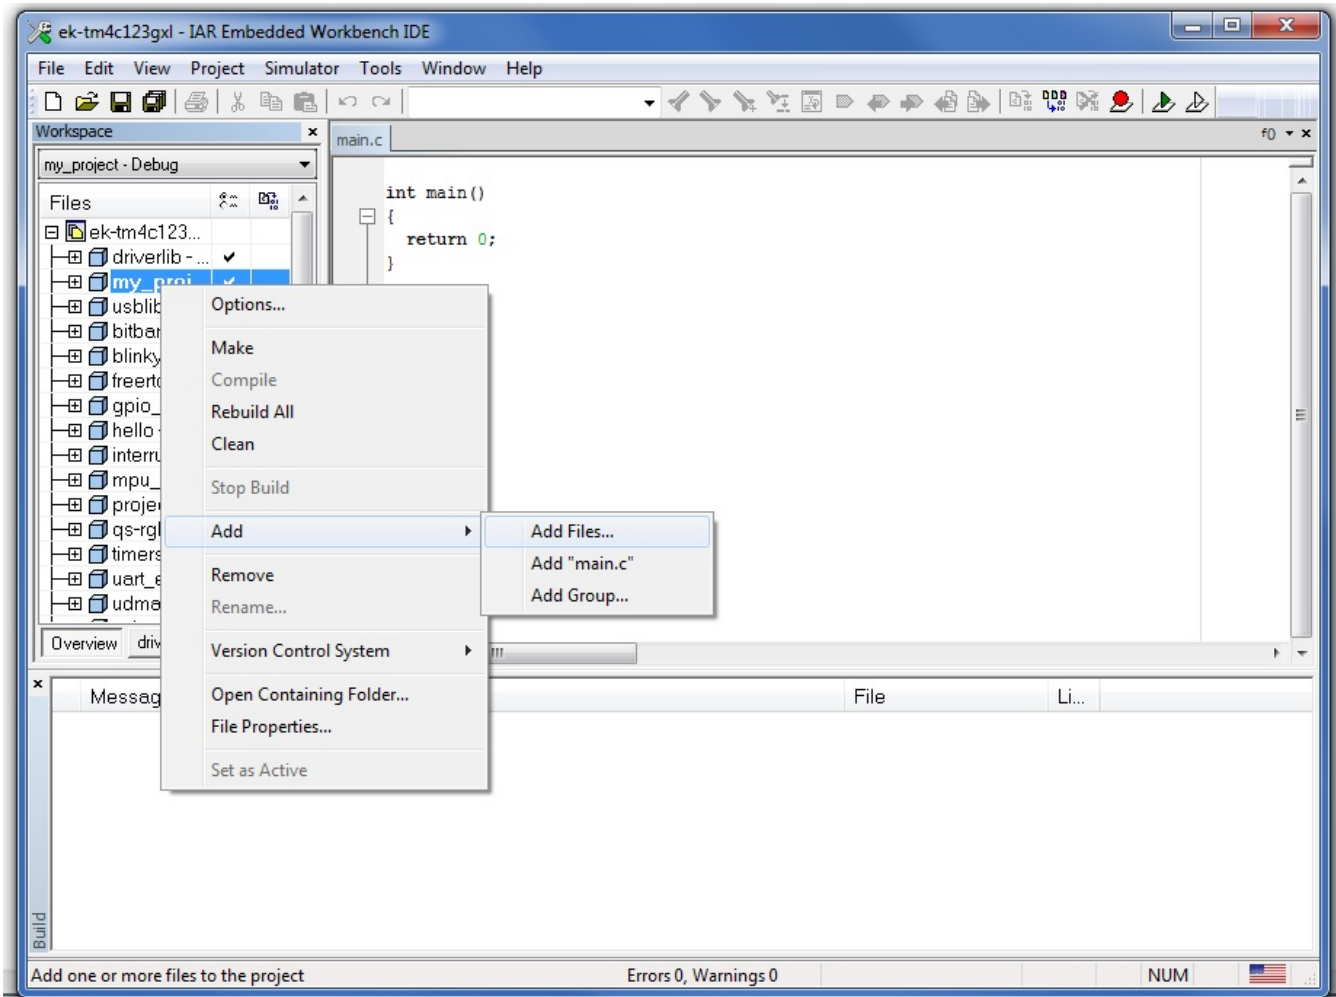 ek-tm4c123gxl - IAR Embedded Workbench IDE
File Edit View Project Simulator Tools Window Help
Workspace
main.c
f()
my_project - Debug
Files
int main()
{
return 0;
}
ek-tm4c123...
driverlib - ...
my_proj
usblib
bitbar
blinky
freerto
gpio_
hello -
interru
mpu_
projec
qs-rgl
timers
uart_e
udma
Options...
Make
Compile
Rebuild All
Clean
Stop Build
Add
Remove
Rename...
Version Control System
Open Containing Folder...
File Properties...
Set as Active
Add Files...
Add "main.c"
Add Group...
Overview driv
Messag File Li...
Build
Add one or more files to the project Errors 0, Warnings 0 NUM